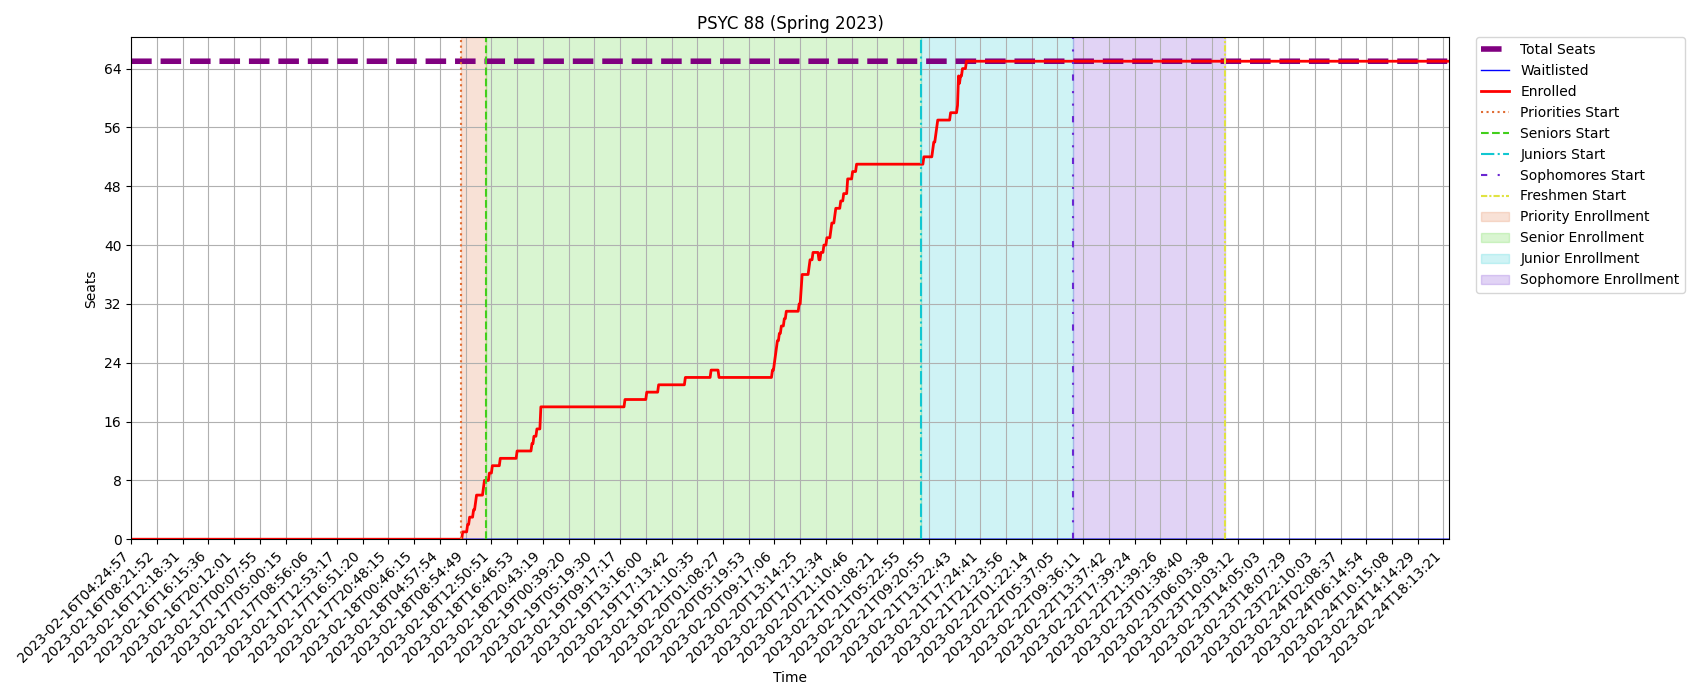 PSYC 88 (Spring 2023)
Seats
64
56
48
40
32
24
16
8
0
2023-02-16T04:24:57
2023-02-16T08:21:52
2023-02-16T12:18:31
2023-02-16T16:15:36
2023-02-16T20:12:01
2023-02-17T00:07:55
2023-02-17T05:00:15
2023-02-17T08:56:06
2023-02-17T12:53:17
2023-02-17T16:51:20
2023-02-17T20:48:15
2023-02-18T00:46:15
2023-02-18T04:57:54
2023-02-18T08:54:49
2023-02-18T12:50:51
2023-02-18T16:46:53
2023-02-18T20:43:19
2023-02-19T00:39:20
2023-02-19T05:19:30
2023-02-19T09:17:17
2023-02-19T13:16:00
2023-02-19T17:13:42
2023-02-19T21:10:35
2023-02-20T01:08:27
2023-02-20T05:19:53
2023-02-20T09:17:06
2023-02-20T13:14:25
2023-02-20T17:12:34
2023-02-20T21:10:46
2023-02-21T01:08:21
2023-02-21T05:22:55
2023-02-21T09:20:55
2023-02-21T13:22:43
2023-02-21T17:24:41
2023-02-21T21:23:56
2023-02-22T01:22:14
2023-02-22T05:37:05
2023-02-22T09:36:11
2023-02-22T13:37:42
2023-02-22T17:39:24
2023-02-22T21:39:26
2023-02-23T01:38:40
2023-02-23T06:03:38
2023-02-23T10:03:12
2023-02-23T14:05:03
2023-02-23T18:07:29
2023-02-23T22:10:03
2023-02-24T02:08:37
2023-02-24T06:14:54
2023-02-24T10:15:08
2023-02-24T14:14:29
2023-02-24T18:13:21
Time
Total Seats
Waitlisted
Enrolled
Priorities Start
Seniors Start
Juniors Start
Sophomores Start
Freshmen Start
Priority Enrollment
Senior Enrollment
Junior Enrollment
Sophomore Enrollment